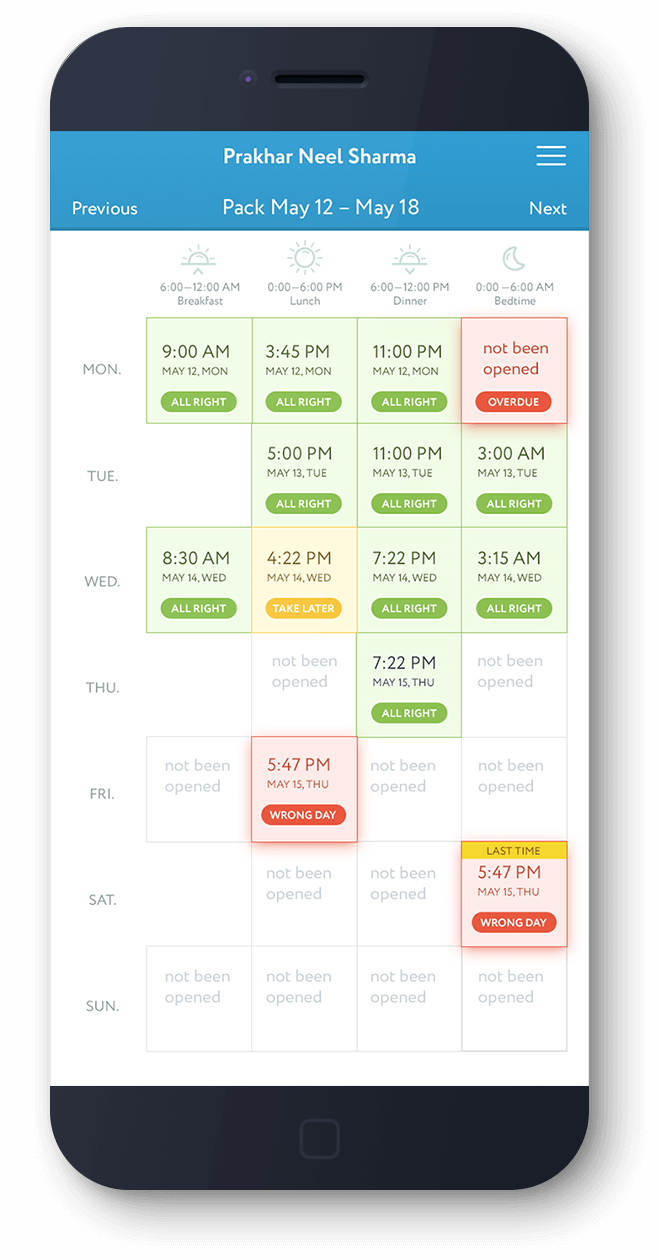 Prakhar Neel Sharma
Previous Pack May 12 – May 18 Next
6:00—12:00 AM 0:00—6:00 PM 6:00—12:00 PM 0:00 —6:00 AM
Breakfast Lunch Dinner Bedtime
MON.
9:00 AM
MAY 12, MON
ALL RIGHT
3:45 PM
MAY 12, MON
ALL RIGHT
11:00 PM
MAY 12, MON
ALL RIGHT
not been
opened
OVERDUE
TUE.
5:00 PM
MAY 13, TUE
ALL RIGHT
11:00 PM
MAY 13, TUE
ALL RIGHT
3:00 AM
MAY 13, TUE
ALL RIGHT
WED.
8:30 AM
MAY 14, WED
ALL RIGHT
4:22 PM
MAY 14, WED
TAKE LATER
7:22 PM
MAY 14, WED
ALL RIGHT
3:15 AM
MAY 14, WED
ALL RIGHT
THU.
not been
opened
7:22 PM
MAY 15, THU
ALL RIGHT
not been
opened
FRI.
not been
opened
5:47 PM
MAY 15, THU
WRONG DAY
not been
opened
not been
opened
SAT.
not been
opened
not been
opened
LAST TIME
5:47 PM
MAY 15, THU
WRONG DAY
SUN.
not been
opened
not been
opened
not been
opened
not been
opened